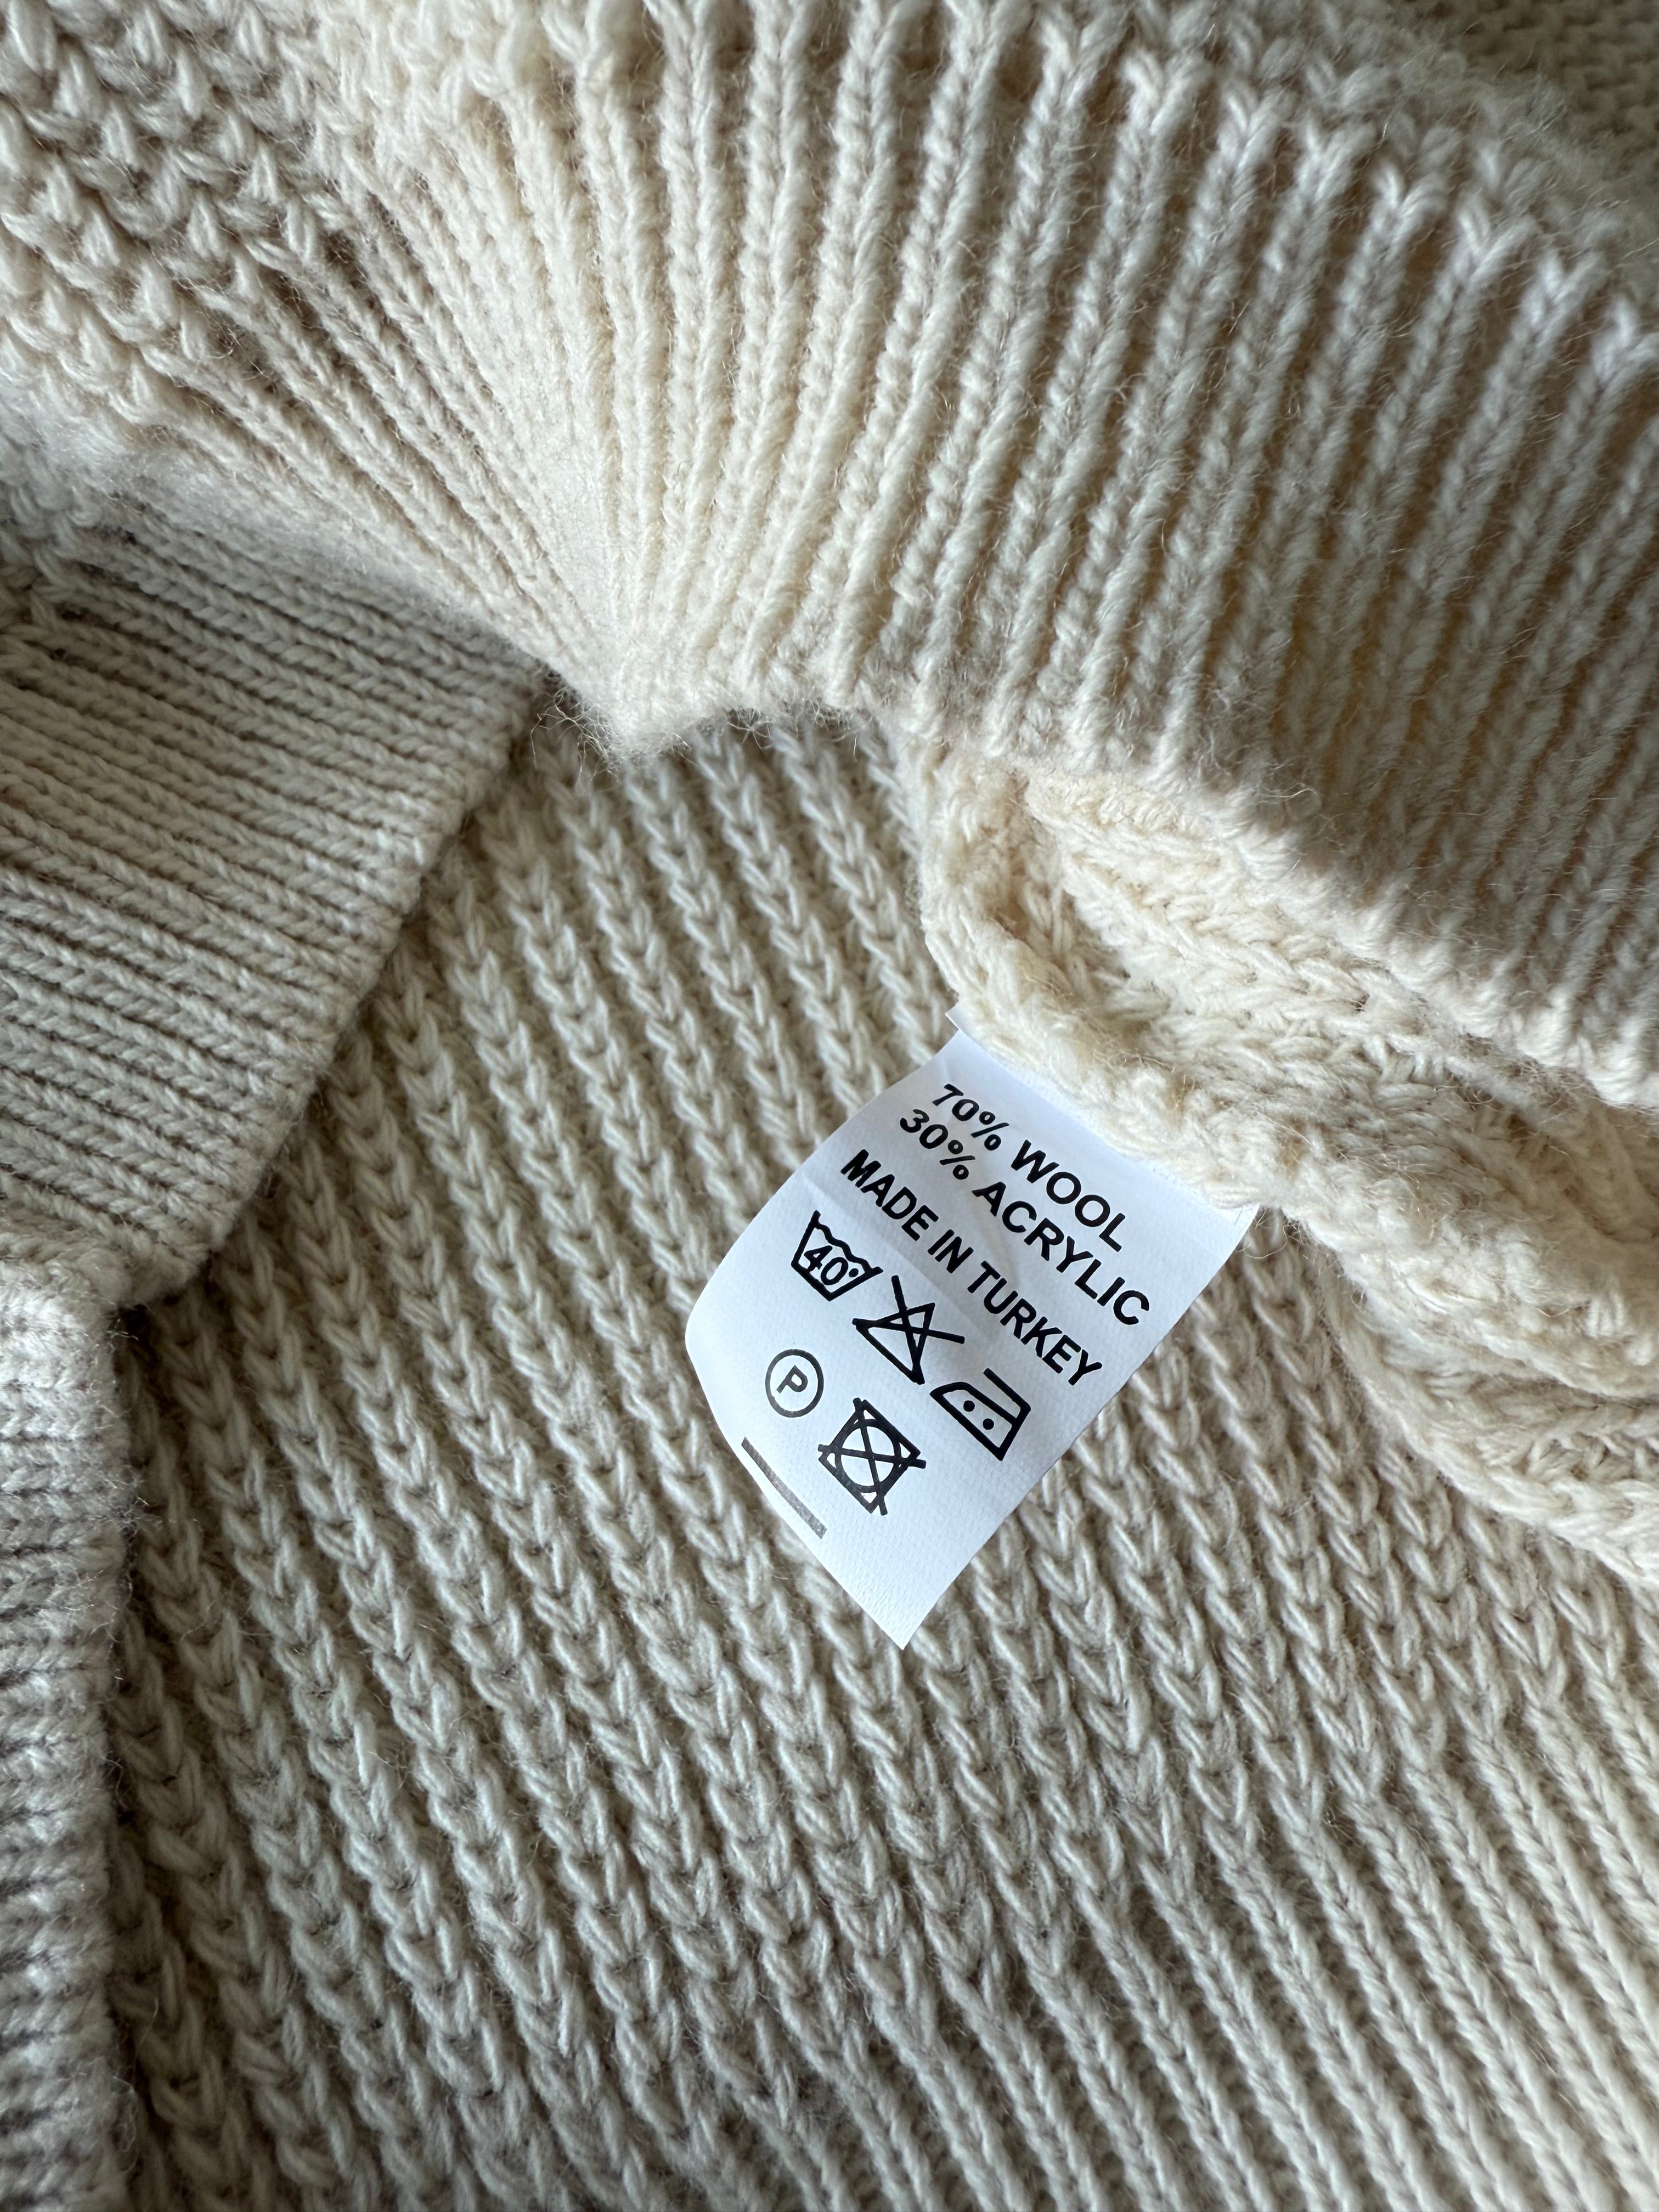 70% WOOL
30% ACRYLIC
MADE IN TURKEY
40°
P